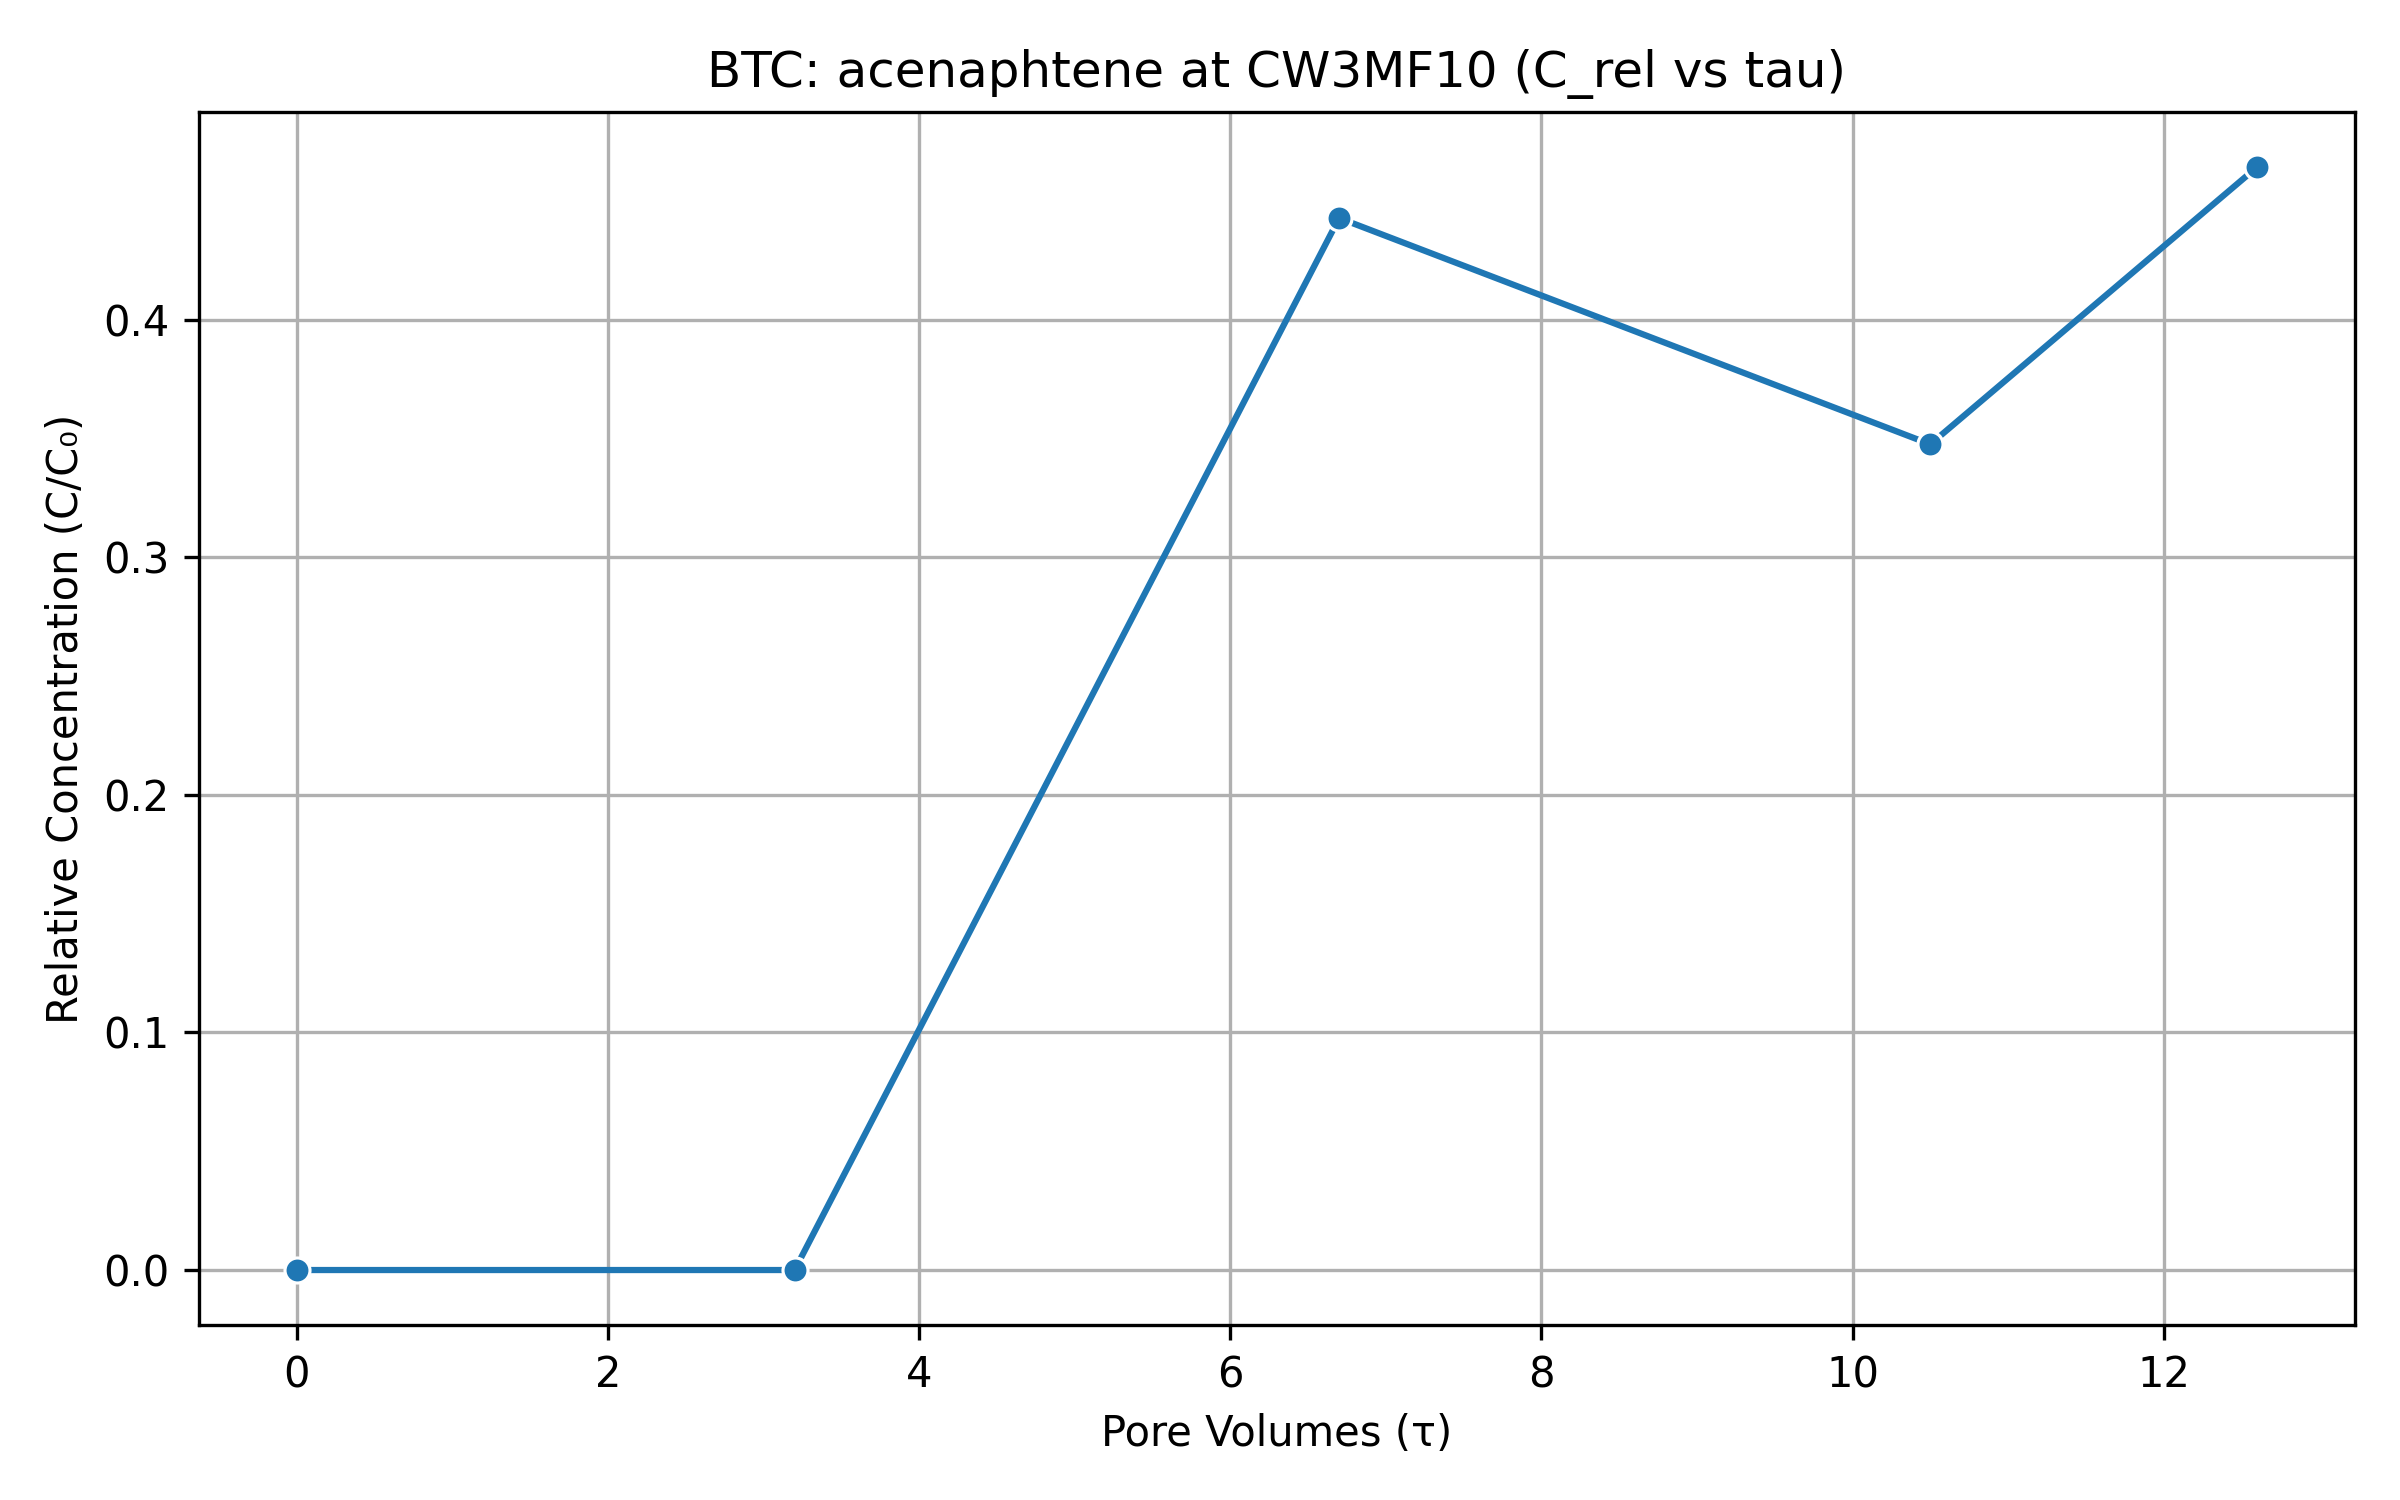 BTC: acenaphtene at CW3MF10 (C_rel vs tau)
Relative Concentration (C/C₀)
0.4
0.3
0.2
0.1
0.0
0 2 4 6 8 10 12
Pore Volumes (τ)